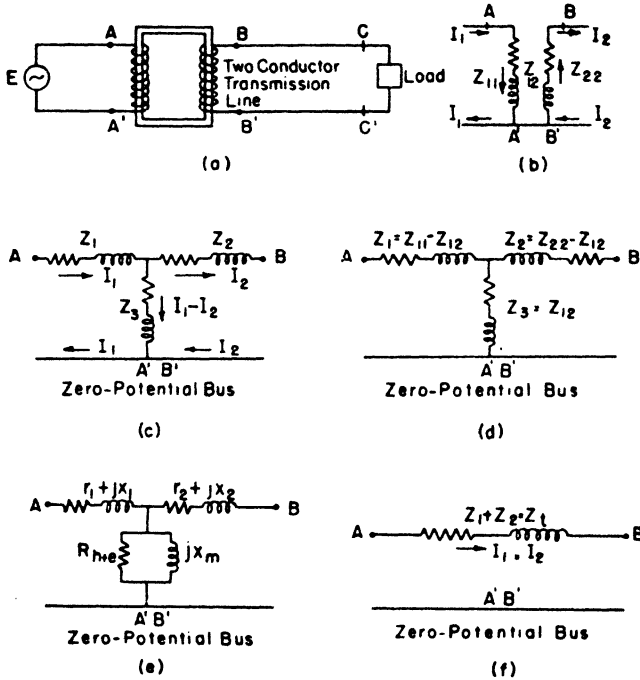 A B C
E
Two Conductor
Transmission
Line
Load
A' B' C'
(a)
A B
I₁ I₂
Z₁₁ Z₁₂ Z₂₂
I₁ I₂
A' B'
(b)
Z₁ Z₂
A B
I₁ I₂
Z₃ I₁-I₂
I₁ I₂
A' B'
Zero-Potential Bus
(c)
Z₁=Z₁₁-Z₁₂ Z₂=Z₂₂-Z₁₂
A B
Z₃=Z₁₂
A' B'
Zero-Potential Bus
(d)
r₁+jx₁ r₂+jx₂
A B
Rh+e jxm
A' B'
Zero-Potential Bus
(e)
Z₁+Z₂=Zt
A B
I₁=I₂
A' B'
Zero-Potential Bus
(f)